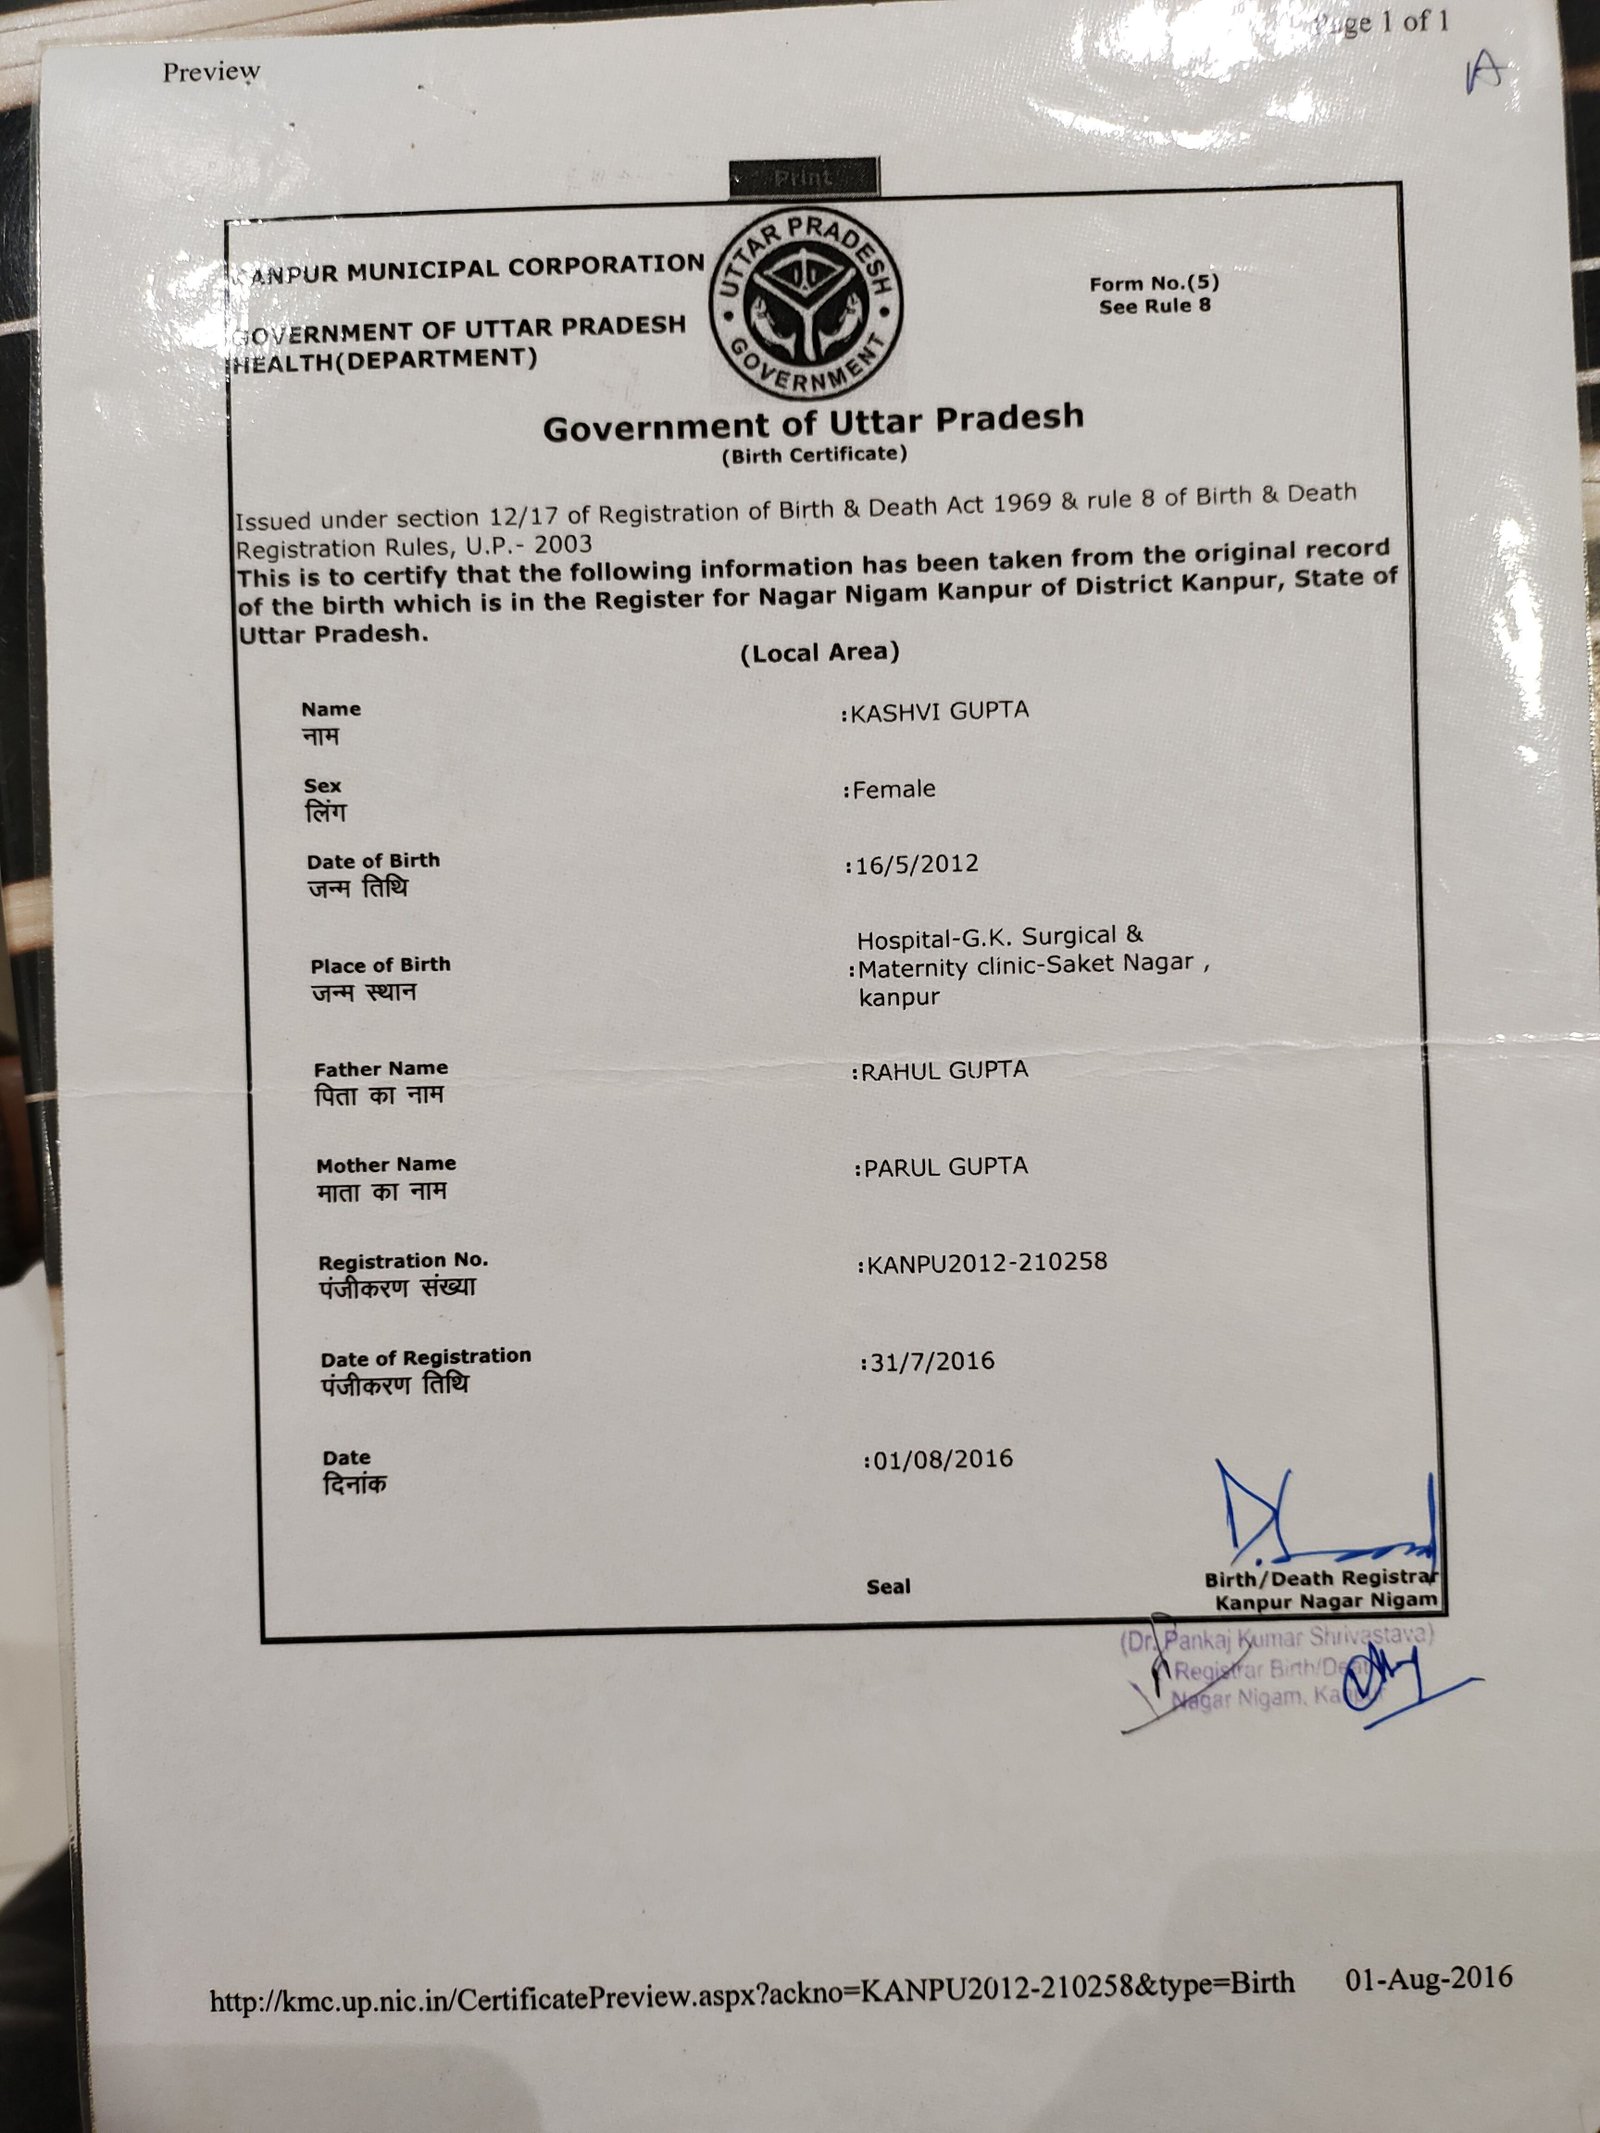 Preview
Page 1 of 1
A
Print
KANPUR MUNICIPAL CORPORATION
GOVERNMENT OF UTTAR PRADESH
HEALTH(DEPARTMENT)
UTTAR PRADESH
GOVERNMENT
Form No.(5)
See Rule 8
Government of Uttar Pradesh
(Birth Certificate)
Issued under section 12/17 of Registration of Birth & Death Act 1969 & rule 8 of Birth & Death
Registration Rules, U.P.- 2003
This is to certify that the following information has been taken from the original record
of the birth which is in the Register for Nagar Nigam Kanpur of District Kanpur, State of
Uttar Pradesh.
(Local Area)
Name :KASHVI GUPTA
नाम
Sex :Female
लिंग
Date of Birth :16/5/2012
जन्म तिथि
Hospital-G.K. Surgical &
Place of Birth :Maternity clinic-Saket Nagar ,
जन्म स्थान kanpur
Father Name :RAHUL GUPTA
पिता का नाम
Mother Name :PARUL GUPTA
माता का नाम
Registration No. :KANPU2012-210258
पंजीकरण संख्या
Date of Registration :31/7/2016
पंजीकरण तिथि
Date :01/08/2016
दिनांक
Seal
Birth/Death Registrar
Kanpur Nagar Nigam
(Dr. Pankaj Kumar Shrivastava)
Registrar Birth/Death
Nagar Nigam, Kanpur
http://kmc.up.nic.in/CertificatePreview.aspx?ackno=KANPU2012-210258&type=Birth 01-Aug-2016